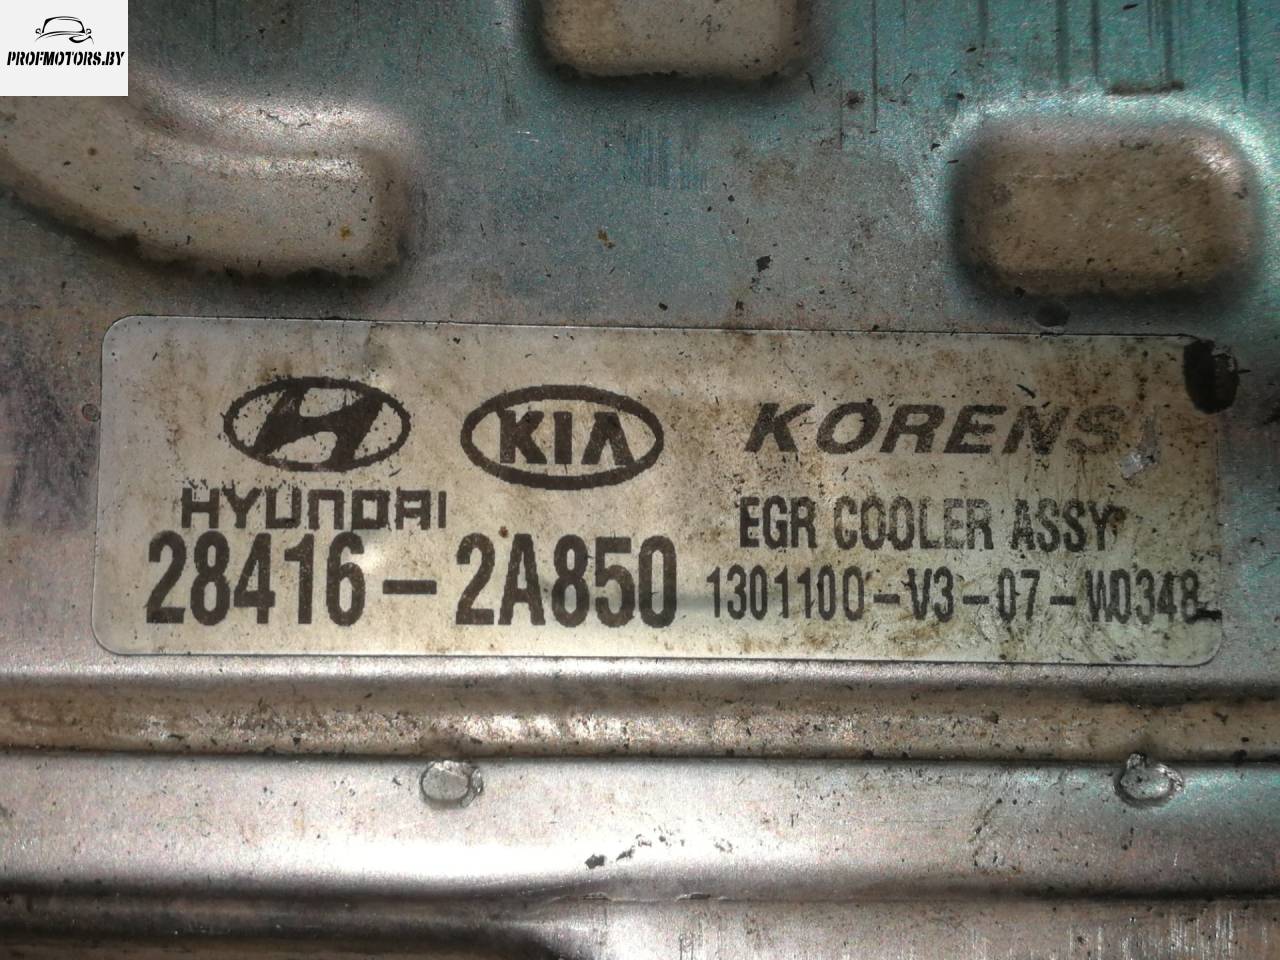 PROFMOTORS.BY
KIA KORENS
HYUNDAI
EGR COOLER ASSY
28416-2A850
1301100-V3-07-W0348